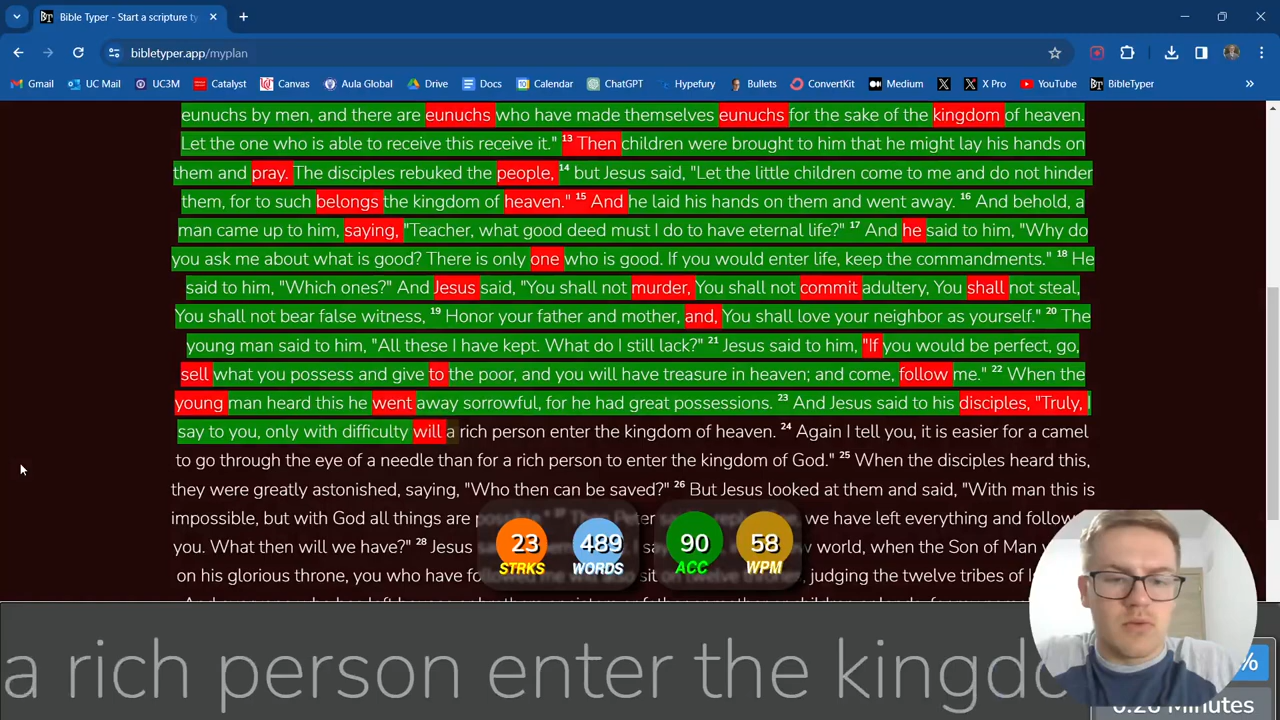 Bible Typer - Start a scripture ty
bibletyper.app/myplan
Gmail UC Mail UC3M Catalyst Canvas Aula Global Drive Docs Calendar ChatGPT Hypefury Bullets ConvertKit Medium X X Pro YouTube BibleTyper
eunuchs by men, and there are eunuchs who have made themselves eunuchs for the sake of the kingdom of heaven.
Let the one who is able to receive this receive it." 13 Then children were brought to him that he might lay his hands on
them and pray. The disciples rebuked the people, 14 but Jesus said, "Let the little children come to me and do not hinder
them, for to such belongs the kingdom of heaven." 15 And he laid his hands on them and went away. 16 And behold, a
man came up to him, saying, "Teacher, what good deed must I do to have eternal life?" 17 And he said to him, "Why do
you ask me about what is good? There is only one who is good. If you would enter life, keep the commandments." 18 He
said to him, "Which ones?" And Jesus said, "You shall not murder, You shall not commit adultery, You shall not steal,
You shall not bear false witness, 19 Honor your father and mother, and, You shall love your neighbor as yourself." 20 The
young man said to him, "All these I have kept. What do I still lack?" 21 Jesus said to him, "If you would be perfect, go,
sell what you possess and give to the poor, and you will have treasure in heaven; and come, follow me." 22 When the
young man heard this he went away sorrowful, for he had great possessions. 23 And Jesus said to his disciples, "Truly, I
say to you, only with difficulty will a rich person enter the kingdom of heaven. 24 Again I tell you, it is easier for a camel
to go through the eye of a needle than for a rich person to enter the kingdom of God." 25 When the disciples heard this,
they were greatly astonished, saying, "Who then can be saved?" 26 But Jesus looked at them and said, "With man this is
impossible, but with God all things are Peter we have left everything and follow
you. What then will we have?" 28 Jesus world, when the Son of M
on his glorious throne, you who have sit judging the twelve tribes of
23 STRKS 489 WORDS 90 ACC 58 WPM
a rich person enter the kingdo
%
Minutes